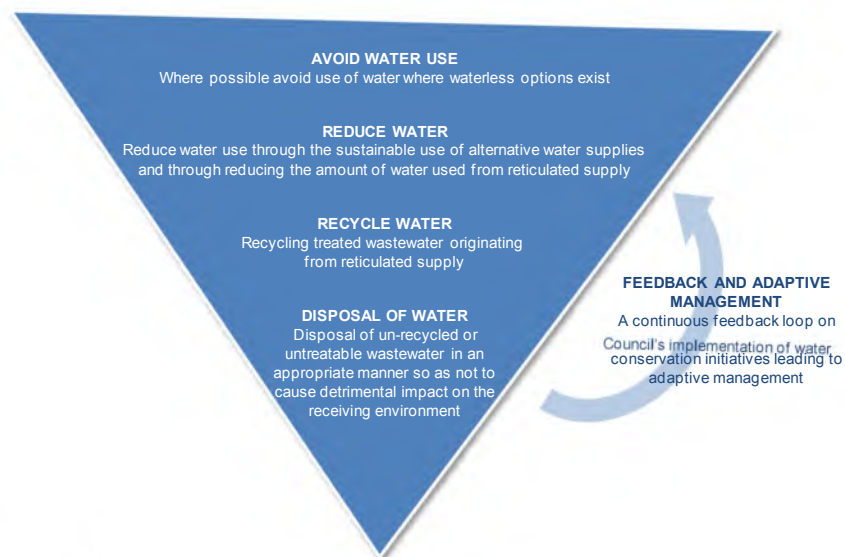 AVOID WATER USE
Where possible avoid use of water where waterless options exist
REDUCE WATER
Reduce water use through the sustainable use of alternative water supplies
and through reducing the amount of water used from reticulated supply
RECYCLE WATER
Recycling treated wastewater originating
from reticulated supply
DISPOSAL OF WATER
Disposal of un-recycled or
untreatable wastewater in an
appropriate manner so as not to
cause detrimental impact on the
receiving environment
FEEDBACK AND ADAPTIVE
MANAGEMENT
A continuous feedback loop on
Council's implementation of water
conservation initiatives leading to
adaptive management